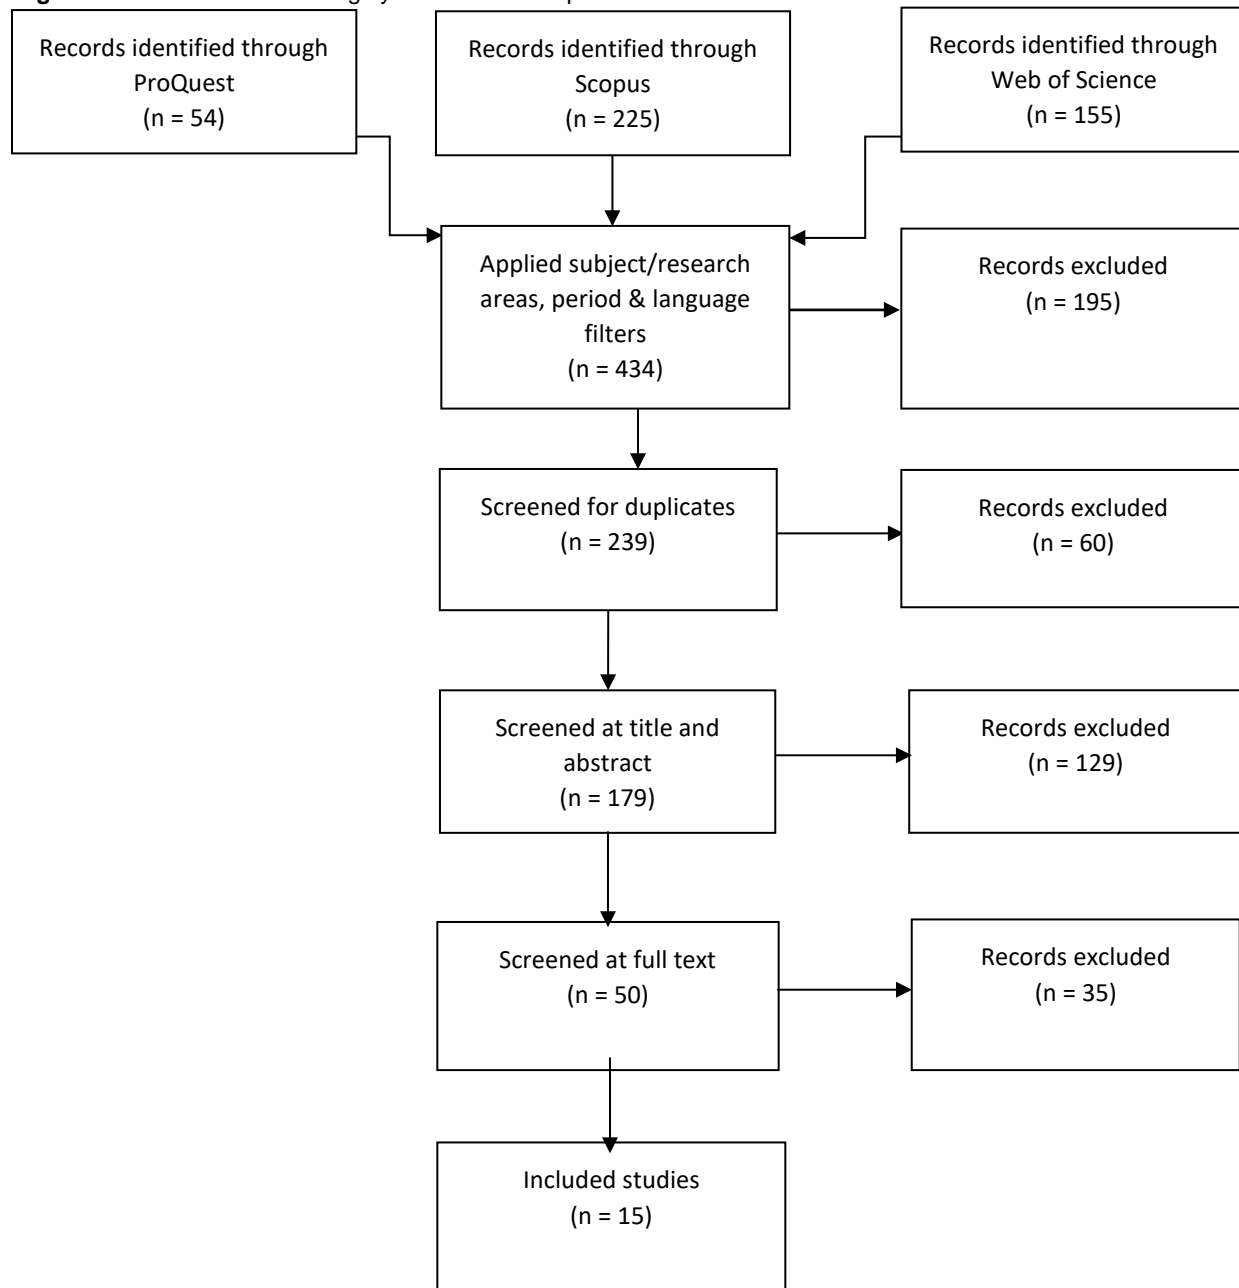 Records identified through
ProQuest
(n = 54)
Records identified through
Scopus
(n = 225)
Records identified through
Web of Science
(n = 155)
Applied subject/research
areas, period & language
filters
(n = 434)
Records excluded
(n = 195)
Screened for duplicates
(n = 239)
Records excluded
(n = 60)
Screened at title and
abstract
(n = 179)
Records excluded
(n = 129)
Screened at full text
(n = 50)
Records excluded
(n = 35)
Included studies
(n = 15)